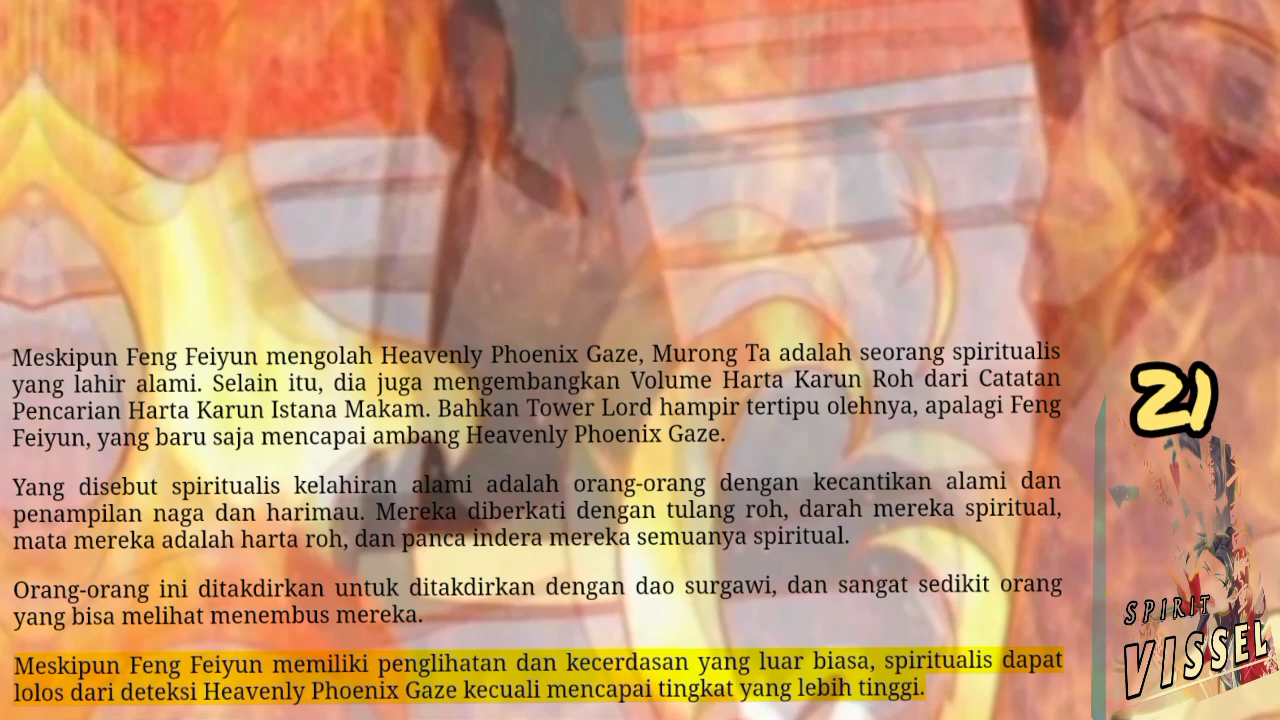 Meskipun Feng Feiyun mengolah Heavenly Phoenix Gaze, Murong Ta adalah seorang spiritualis
yang lahir alami. Selain itu, dia juga mengembangkan Volume Harta Karun Roh dari Catatan
Pencarian Harta Karun Istana Makam. Bahkan Tower Lord hampir tertipu olehnya, apalagi Feng
Feiyun, yang baru saja mencapai ambang Heavenly Phoenix Gaze.
Yang disebut spiritualis kelahiran alami adalah orang-orang dengan kecantikan alami dan
penampilan naga dan harimau. Mereka diberkati dengan tulang roh, darah mereka spiritual,
mata mereka adalah harta roh, dan panca indera mereka semuanya spiritual.
Orang-orang ini ditakdirkan untuk ditakdirkan dengan dao surgawi, dan sangat sedikit orang
yang bisa melihat menembus mereka.
Meskipun Feng Feiyun memiliki penglihatan dan kecerdasan yang luar biasa, spiritualis dapat
lolos dari deteksi Heavenly Phoenix Gaze kecuali mencapai tingkat yang lebih tinggi.
21
SPIRIT
VISSEL